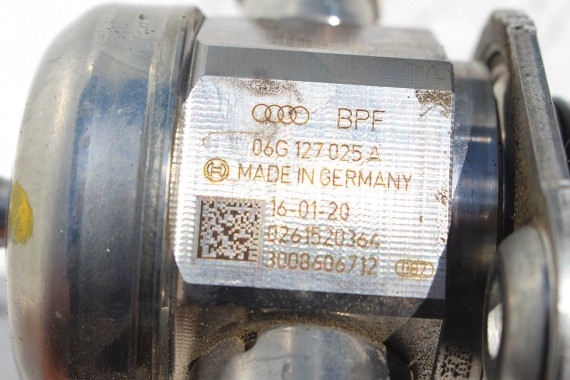 BPF
06G 127 025 A
MADE IN GERMANY
16-01-20
0261520364
3008606712